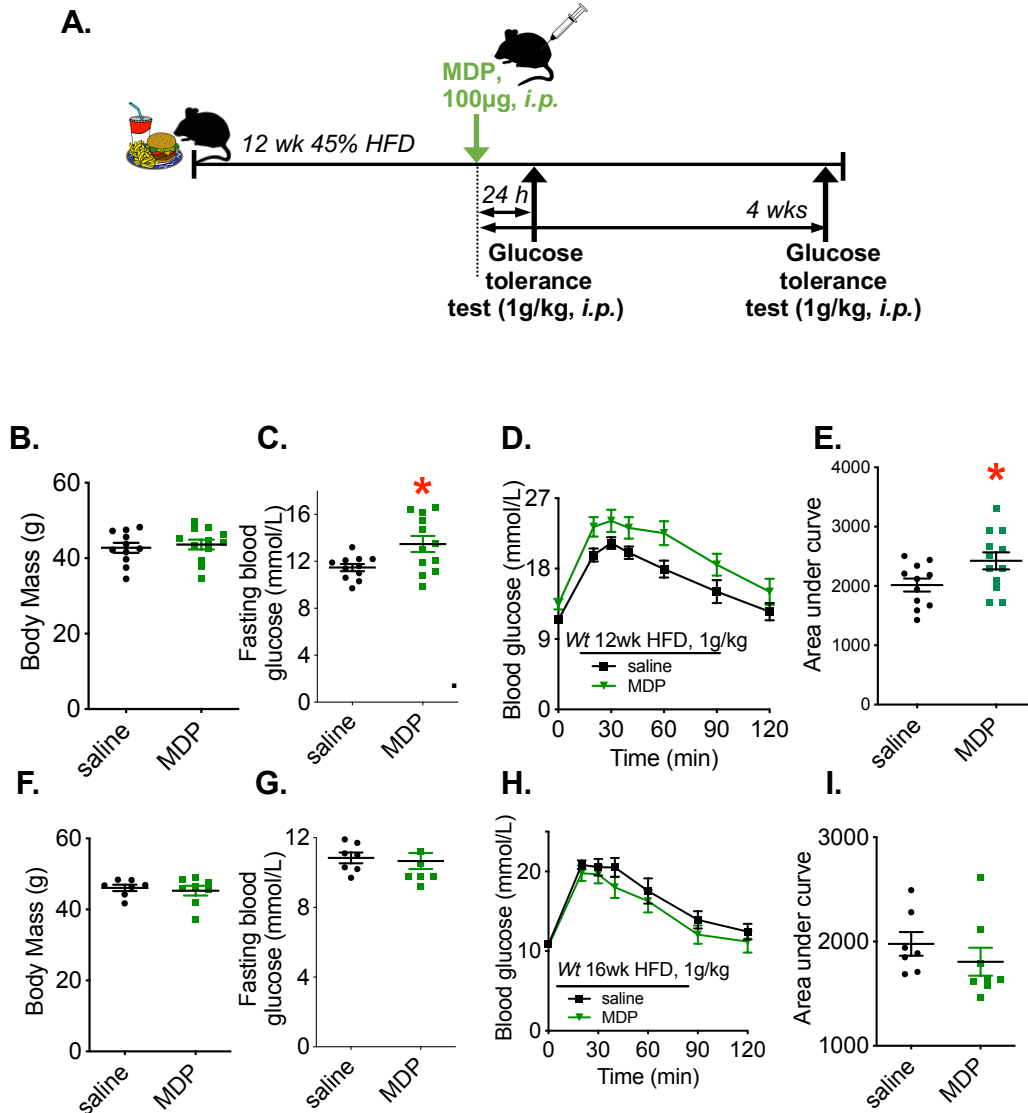 A.
MDP,
100µg, i.p.
12 wk 45% HFD
24 h
4 wks
Glucose
tolerance
test (1g/kg, i.p.)
Glucose
tolerance
test (1g/kg, i.p.)
B.
Body Mass (g)
60
40
20
0
saline
MDP
C.
Fasting blood
glucose (mmol/L)
16
12
8
4
0
*
saline
MDP
D.
Blood glucose (mmol/L)
27
18
9
0
Wt 12wk HFD, 1g/kg
saline
MDP
0 30 60 90 120
Time (min)
E.
Area under curve
4000
3000
2000
1000
0
*
saline
MDP
F.
Body Mass (g)
60
40
20
0
saline
MDP
G.
Fasting blood
glucose (mmol/L)
12
8
4
0
saline
MDP
H.
Blood glucose (mmol/L)
20
10
0
Wt 16wk HFD, 1g/kg
saline
MDP
0 30 60 90 120
Time (min)
I.
Area under curve
3000
2000
1000
saline
MDP